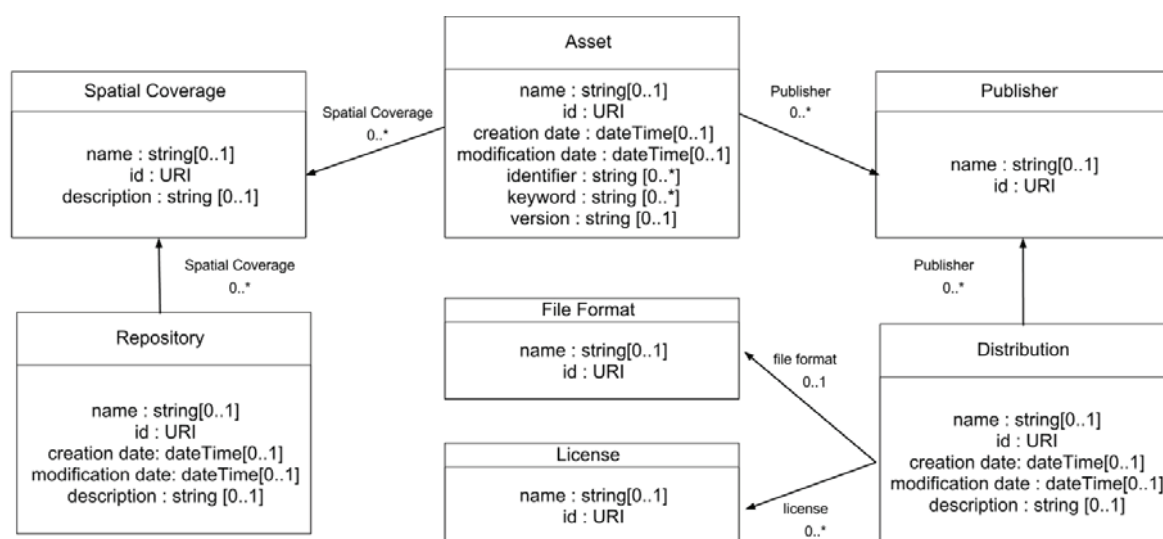 Asset
name : string[0..1]
id : URI
creation date : dateTime[0..1]
modification date : dateTime[0..1]
identifier : string [0..*]
keyword : string [0..*]
version : string [0..1]
Spatial Coverage
name : string[0..1]
id : URI
description : string [0..1]
Spatial Coverage
0..*
Publisher
0..*
Publisher
name : string[0..1]
id : URI
Spatial Coverage
0..*
Publisher
0..*
Repository
name : string[0..1]
id : URI
creation date: dateTime[0..1]
modification date: dateTime[0..1]
description : string [0..1]
File Format
name : string[0..1]
id : URI
file format
0..1
License
name : string[0..1]
id : URI
license
0..*
Distribution
name : string[0..1]
id : URI
creation date: dateTime[0..1]
modification date : dateTime[0..1]
description : string [0..1]